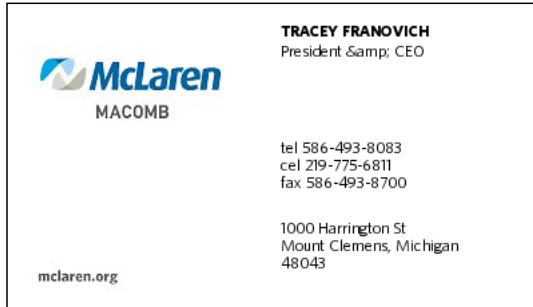 TRACEY FRANOVICH
President &amp; CEO
McLaren
MACOMB
tel 586-493-8083
cel 219-775-6811
fax 586-493-8700
1000 Harrington St
Mount Clemens, Michigan
48043
mclaren.org